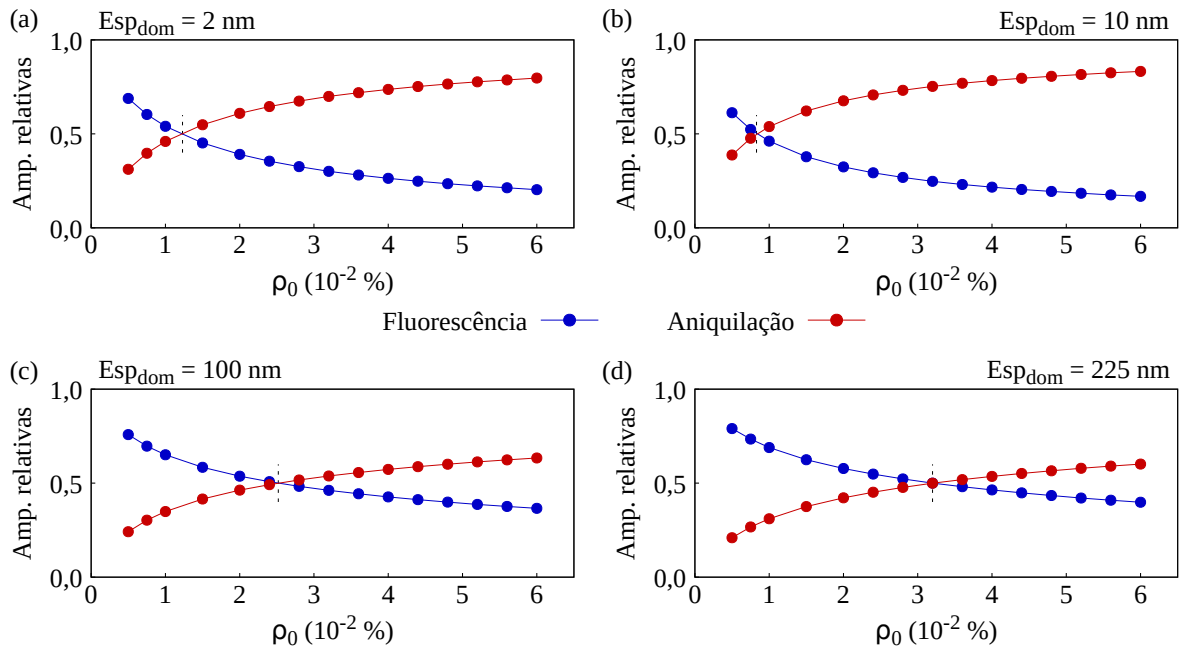 (a) Esp_dom = 2 nm
1,0
0,5
0,0
Amp. relativas
0 1 2 3 4 5 6
ρ₀ (10⁻² %)
(b) Esp_dom = 10 nm
1,0
0,5
0,0
Amp. relativas
0 1 2 3 4 5 6
ρ₀ (10⁻² %)
Fluorescência Aniquilação
(c) Esp_dom = 100 nm
1,0
0,5
0,0
Amp. relativas
0 1 2 3 4 5 6
ρ₀ (10⁻² %)
(d) Esp_dom = 225 nm
1,0
0,5
0,0
Amp. relativas
0 1 2 3 4 5 6
ρ₀ (10⁻² %)